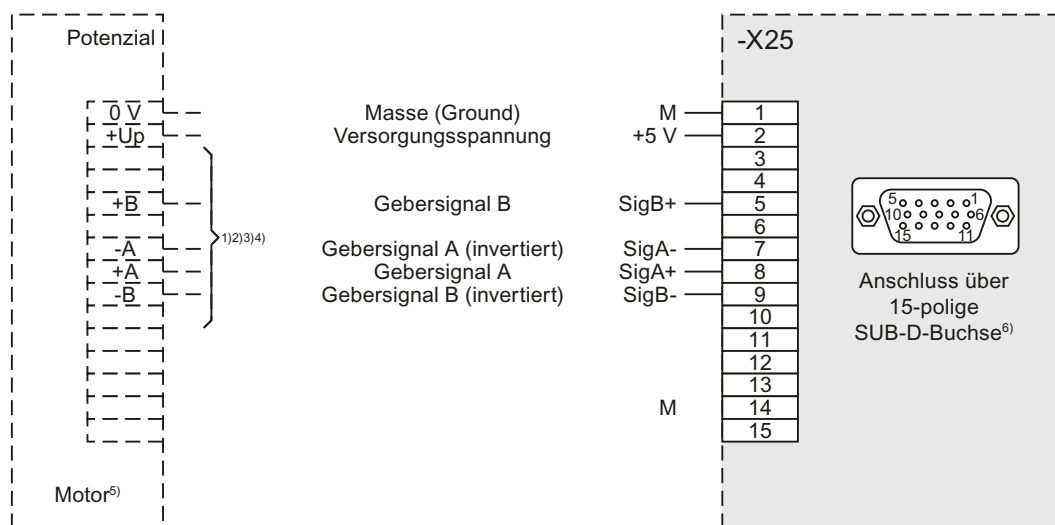 Potenzial
-X25
0 V Masse (Ground) M 1
+Up Versorgungsspannung +5 V 2
3
4
+B Gebersignal B SigB+ 5
6
-A Gebersignal A (invertiert) SigA- 7
1)2)3)4)
+A Gebersignal A SigA+ 8
-B Gebersignal B (invertiert) SigB- 9
10
11
12
13
M 14
15
5 1
10 6
15 11
Anschluss über
15-polige
SUB-D-Buchse6)
Motor5)